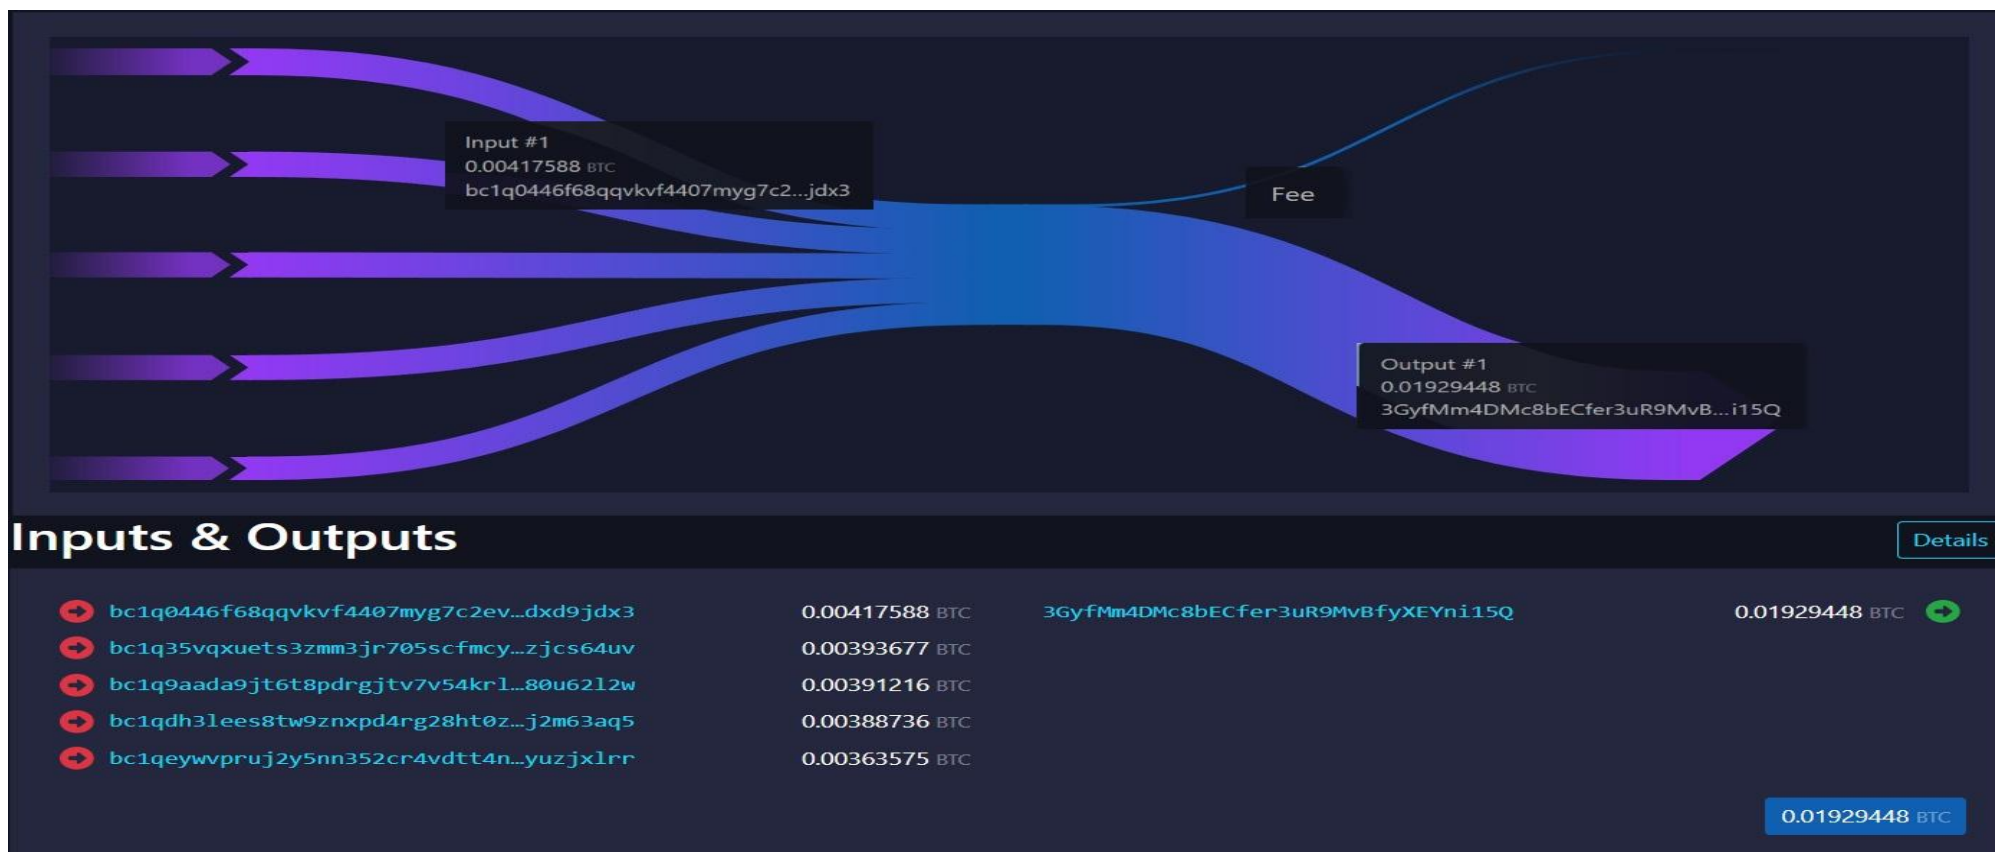 Input #1
0.00417588 BTC
bc1q0446f68qqvkvf4407myg7c2...jdx3
Fee
Output #1
0.01929448 BTC
3GyfMm4DMc8bECfer3uR9MvB...i15Q
Inputs & Outputs
Details
bc1q0446f68qqvkvf4407myg7c2ev…dxd9jdx3 0.00417588 BTC 3GyfMm4DMc8bECfer3uR9MvBfyXEYni15Q 0.01929448 BTC
bc1q35vqxuets3zmm3jr705scfmcy…zjcs64uv 0.00393677 BTC
bc1q9aada9jt6t8pdrgjtv7v54krl…80u62l2w 0.00391216 BTC
bc1qdh3lees8tw9znxpd4rg28ht0z…j2m63aq5 0.00388736 BTC
bc1qeywvpruj2y5nn352cr4vdtt4n…yuzjxlrr 0.00363575 BTC
0.01929448 BTC